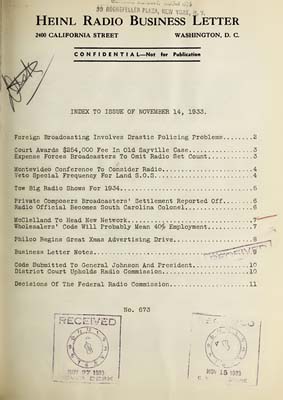 99 ROCKEFELLER PLAZA, NEW YORK, N. Y.
HEINL RADIO BUSINESS LETTER
2400 CALIFORNIA STREET WASHINGTON, D. C.
CONFIDENTIAL—Not for Publication
INDEX TO ISSUE OF NOVEMBER 14, 1933.
Foreign Broadcasting Involves Drastic Policing Problems........2
Court Awards $254,000 Fee In Old Sayville Case.................3
Expense Forces Broadcasters To Omit Radio Set Count............3
Montevideo Conference To Consider Radio........................4
Veto Special Frequency For Land S.O.S..........................4
Two Big Radio Shows For 1934...................................5
Private Composers Broadcasters' Settlement Reported Off........6
Radio Official Becomes South Carolina Colonel..................6
McClelland To Head New Network.................................7
Wholesalers' Code Will Probably Mean 40% Employment............7
Philco Begins Great Xmas Advertising Drive.....................8
Business Letter Notes..........................................9
Code Submitted To General Johnson And President................10
District Court Upholds Radio Commission........................10
Decisions Of The Federal Radio Commission......................11
No. 673
RECEIVED
NOV 1933
DESK
RECEIVED
NOV 15 1933